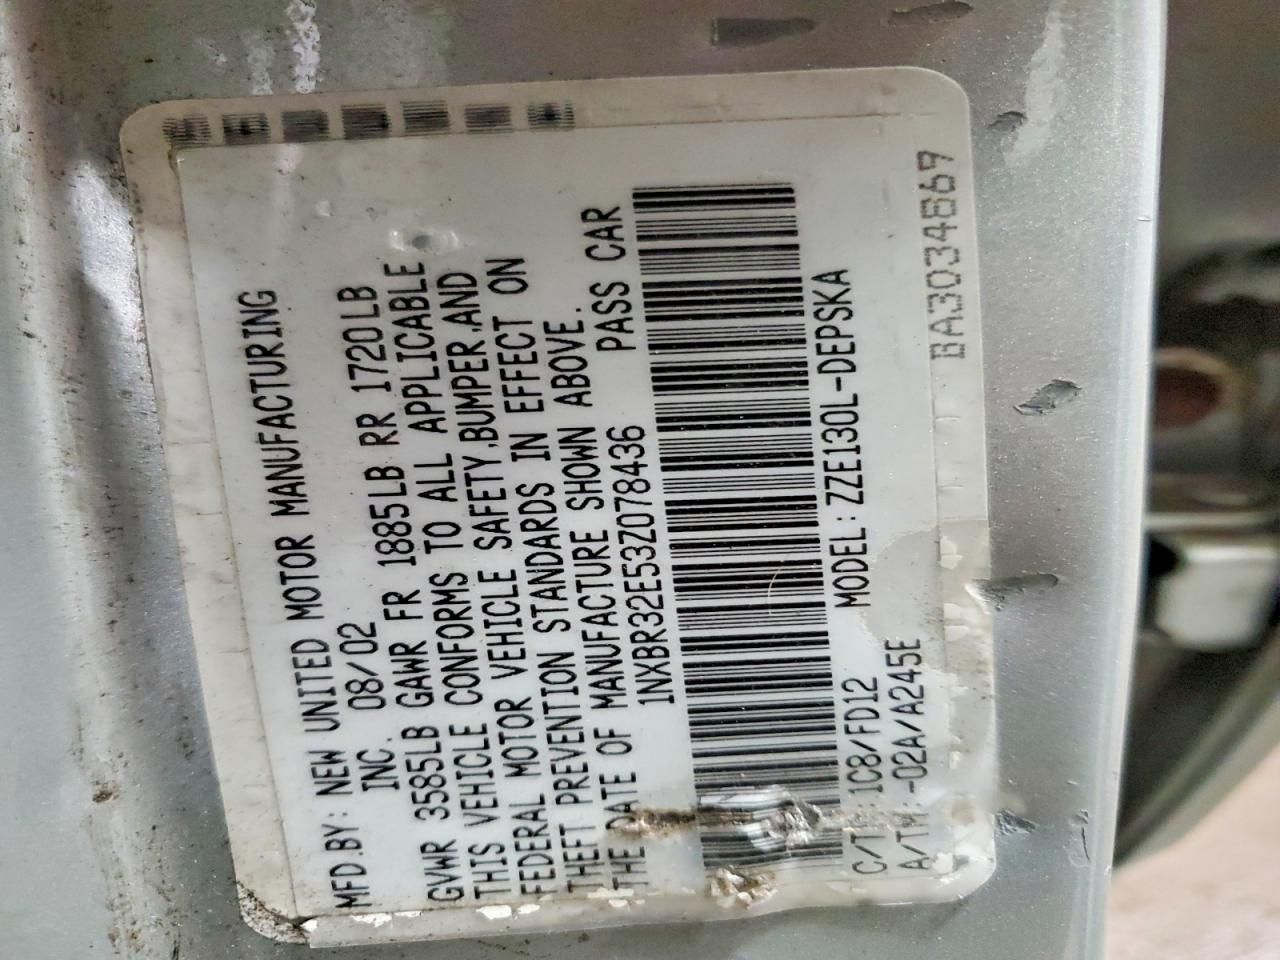 MFD.BY: NEW UNITED MOTOR MANUFACTURING
INC. 08/02
GVWR 3585LB GAWR FR 1885LB RR 1720LB
THIS VEHICLE CONFORMS TO ALL APPLICABLE
FEDERAL MOTOR VEHICLE SAFETY,BUMPER,AND
THEFT PREVENTION STANDARDS IN EFFECT ON
THE DATE OF MANUFACTURE SHOWN ABOVE.
1NXBR32E53Z078436 PASS CAR
MODEL: ZZE130L-DEPSKA
C/T :1C8/FD12
A/TM:-02A/A245E
BA3034869